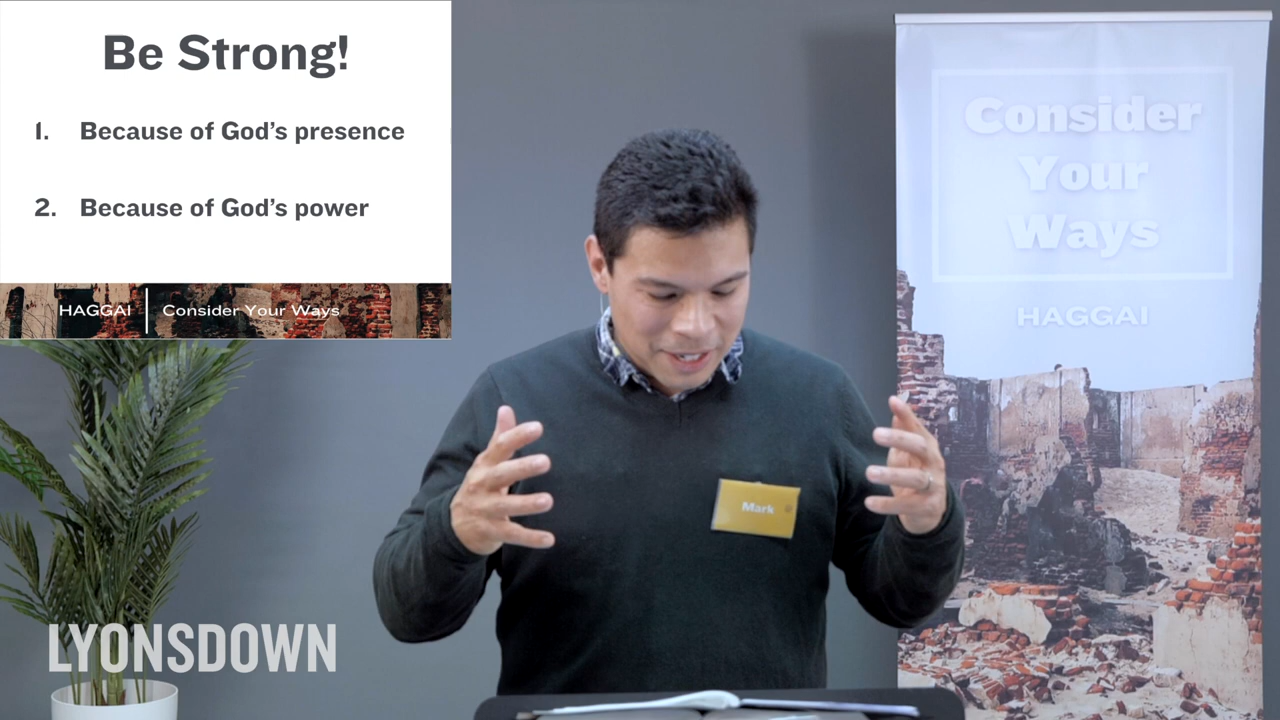 Be Strong!
1. Because of God's presence
2. Because of God's power
HAGGAI | Consider Your Ways
Consider
Your
Ways
HAGGAI
Mark
LYONSDOWN